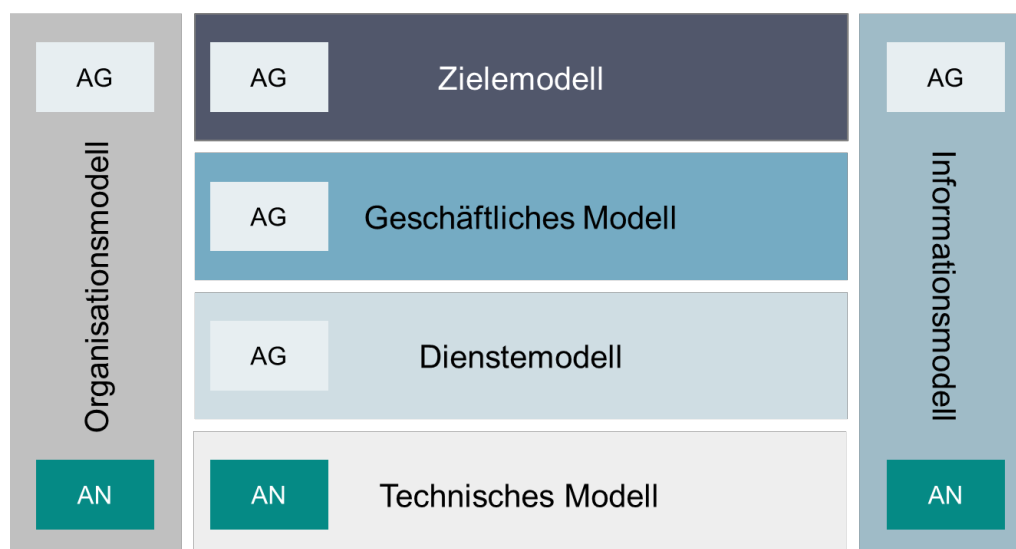 AG
Organisationsmodell
AN
AG
Zielemodell
AG
Geschäftliches Modell
AG
Dienstemodell
AN
Technisches Modell
AG
Informationsmodell
AN